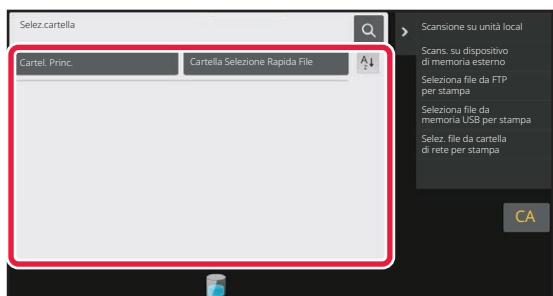 Selez.cartella
Cartel. Princ.
Cartella Selezione Rapida File
A
Z
Scansione su unità local
Scans. su dispositivo
di memoria esterno
Seleziona file da FTP
per stampa
Seleziona file da
memoria USB per stampa
Selez. file da cartella
di rete per stampa
CA